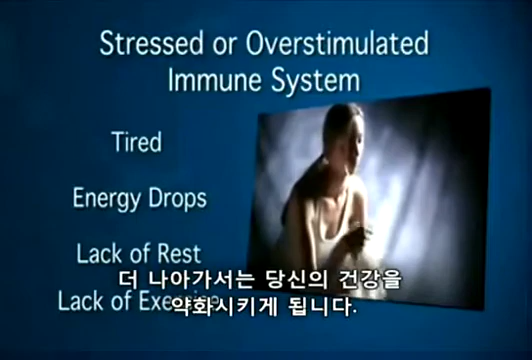 Stressed or Overstimulated
Immune System
Tired
Energy Drops
Lack of Rest
더 나아가서는 당신의 건강을
Lack of
약화시키게 됩니다.